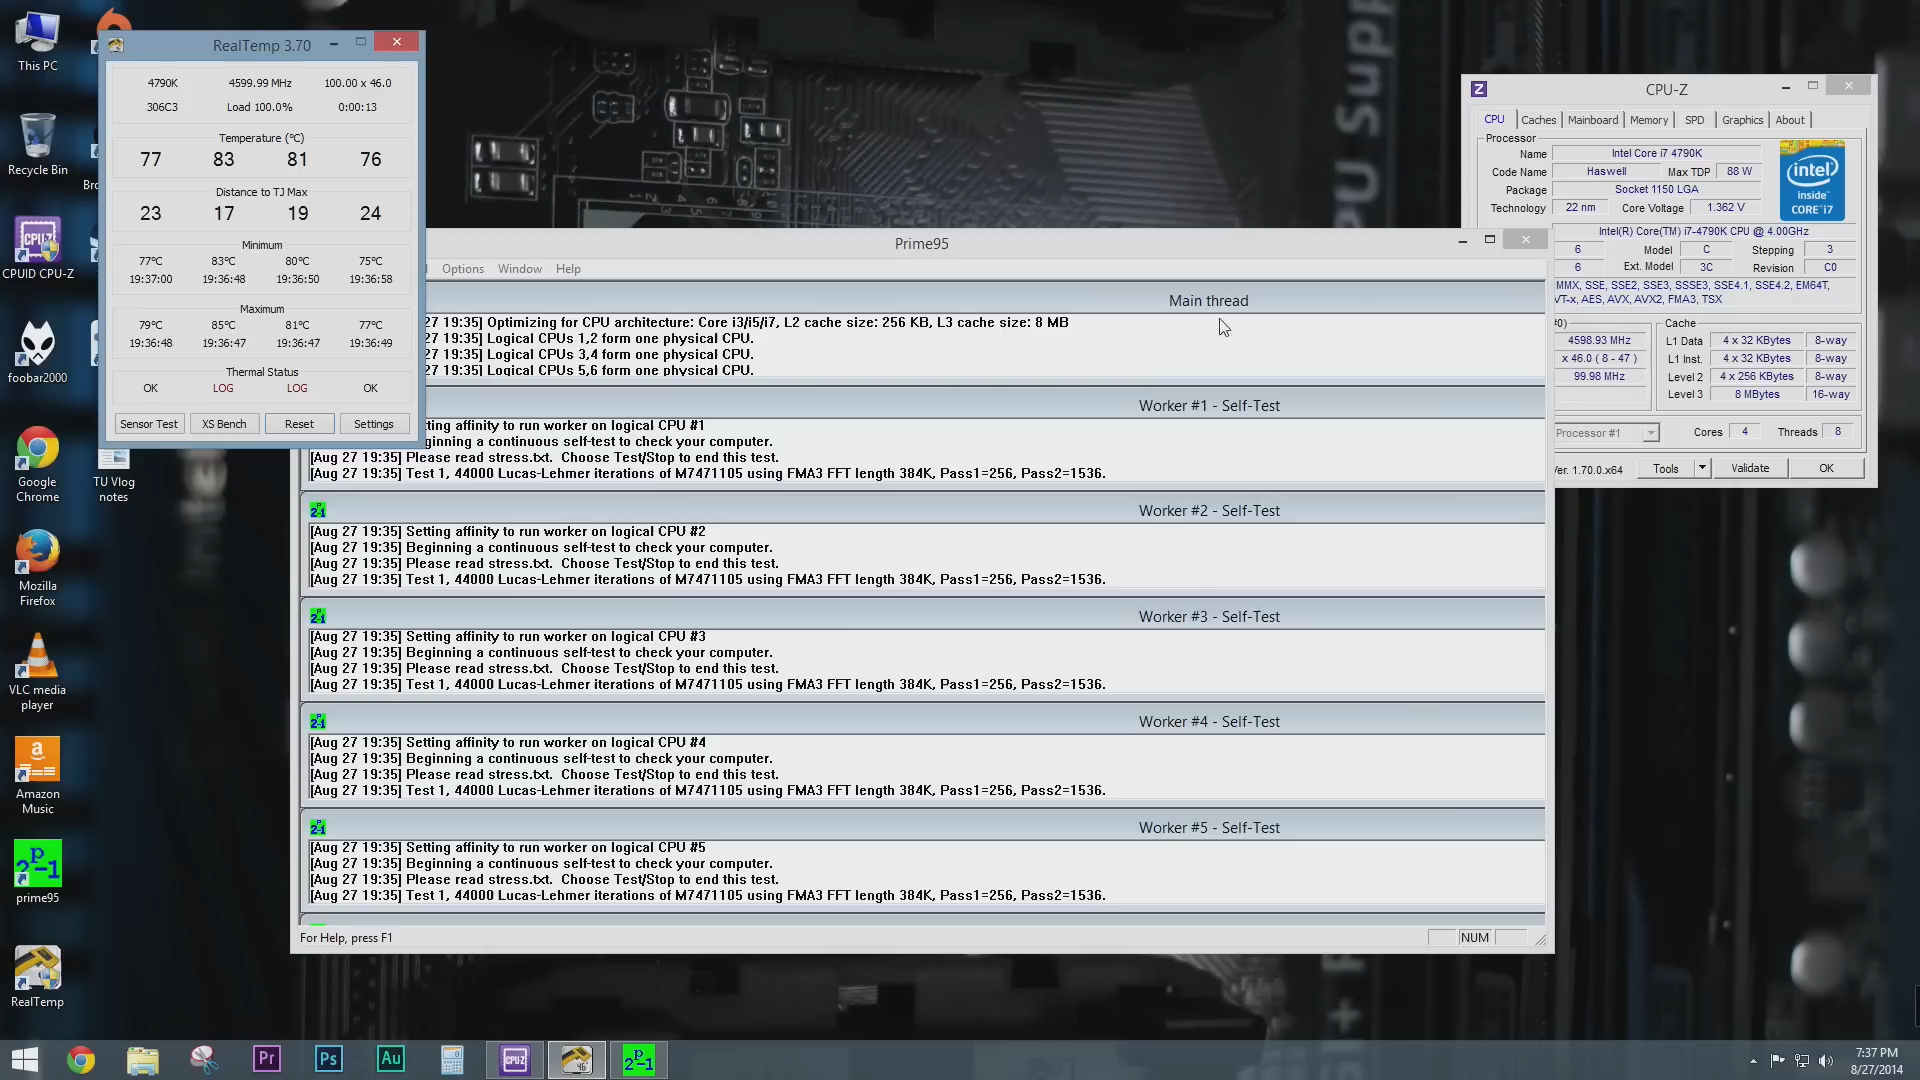 This PC
Recycle Bin
CPUID CPU-Z
foobar2000
Google
Chrome
TU Vlog
notes
Mozilla
Firefox
VLC media
player
Amazon
Music
prime95
RealTemp
RealTemp 3.70
4790K 4599.99 MHz 100.00 x 46.0
306C3 Load 100.0% 0:00:13
Temperature (°C)
77 83 81 76
Distance to TJ Max
23 17 19 24
Minimum
77°C 83°C 80°C 75°C
19:37:00 19:36:48 19:36:50 19:36:58
Maximum
79°C 85°C 81°C 77°C
19:36:48 19:36:47 19:36:47 19:36:49
Thermal Status
OK LOG LOG OK
Sensor Test XS Bench Reset Settings
Prime95
Options Window Help
Main thread
27 19:35] Optimizing for CPU architecture: Core i3/i5/i7, L2 cache size: 256 KB, L3 cache size: 8 MB
27 19:35] Logical CPUs 1,2 form one physical CPU.
27 19:35] Logical CPUs 3,4 form one physical CPU.
27 19:35] Logical CPUs 5,6 form one physical CPU.
Worker #1 - Self-Test
ting affinity to run worker on logical CPU #1
ginning a continuous self-test to check your computer.
[Aug 27 19:35] Please read stress.txt. Choose Test/Stop to end this test.
[Aug 27 19:35] Test 1, 44000 Lucas-Lehmer iterations of M7471105 using FMA3 FFT length 384K, Pass1=256, Pass2=1536.
Worker #2 - Self-Test
[Aug 27 19:35] Setting affinity to run worker on logical CPU #2
[Aug 27 19:35] Beginning a continuous self-test to check your computer.
[Aug 27 19:35] Please read stress.txt. Choose Test/Stop to end this test.
[Aug 27 19:35] Test 1, 44000 Lucas-Lehmer iterations of M7471105 using FMA3 FFT length 384K, Pass1=256, Pass2=1536.
Worker #3 - Self-Test
[Aug 27 19:35] Setting affinity to run worker on logical CPU #3
[Aug 27 19:35] Beginning a continuous self-test to check your computer.
[Aug 27 19:35] Please read stress.txt. Choose Test/Stop to end this test.
[Aug 27 19:35] Test 1, 44000 Lucas-Lehmer iterations of M7471105 using FMA3 FFT length 384K, Pass1=256, Pass2=1536.
Worker #4 - Self-Test
[Aug 27 19:35] Setting affinity to run worker on logical CPU #4
[Aug 27 19:35] Beginning a continuous self-test to check your computer.
[Aug 27 19:35] Please read stress.txt. Choose Test/Stop to end this test.
[Aug 27 19:35] Test 1, 44000 Lucas-Lehmer iterations of M7471105 using FMA3 FFT length 384K, Pass1=256, Pass2=1536.
Worker #5 - Self-Test
[Aug 27 19:35] Setting affinity to run worker on logical CPU #5
[Aug 27 19:35] Beginning a continuous self-test to check your computer.
[Aug 27 19:35] Please read stress.txt. Choose Test/Stop to end this test.
[Aug 27 19:35] Test 1, 44000 Lucas-Lehmer iterations of M7471105 using FMA3 FFT length 384K, Pass1=256, Pass2=1536.
For Help, press F1 NUM
CPU-Z
CPU Caches Mainboard Memory SPD Graphics About
Processor
Name Intel Core i7 4790K
Code Name Haswell Max TDP 88 W
Package Socket 1150 LGA
Technology 22 nm Core Voltage 1.362 V
intel
inside™
CORE™ i7
Intel(R) Core(TM) i7-4790K CPU @ 4.00GHz
6 Model C Stepping 3
6 Ext. Model 3C Revision C0
MMX, SSE, SSE2, SSE3, SSSE3, SSE4.1, SSE4.2, EM64T,
VT-x, AES, AVX, AVX2, FMA3, TSX
#0) Cache
4598.93 MHz L1 Data 4 x 32 KBytes 8-way
x 46.0 ( 8 - 47 ) L1 Inst. 4 x 32 KBytes 8-way
99.98 MHz Level 2 4 x 256 KBytes 8-way
Level 3 8 MBytes 16-way
Processor #1 Cores 4 Threads 8
Ver. 1.70.0.x64 Tools Validate OK
Pr Ps Au CPU-Z 46
7:37 PM
8/27/2014